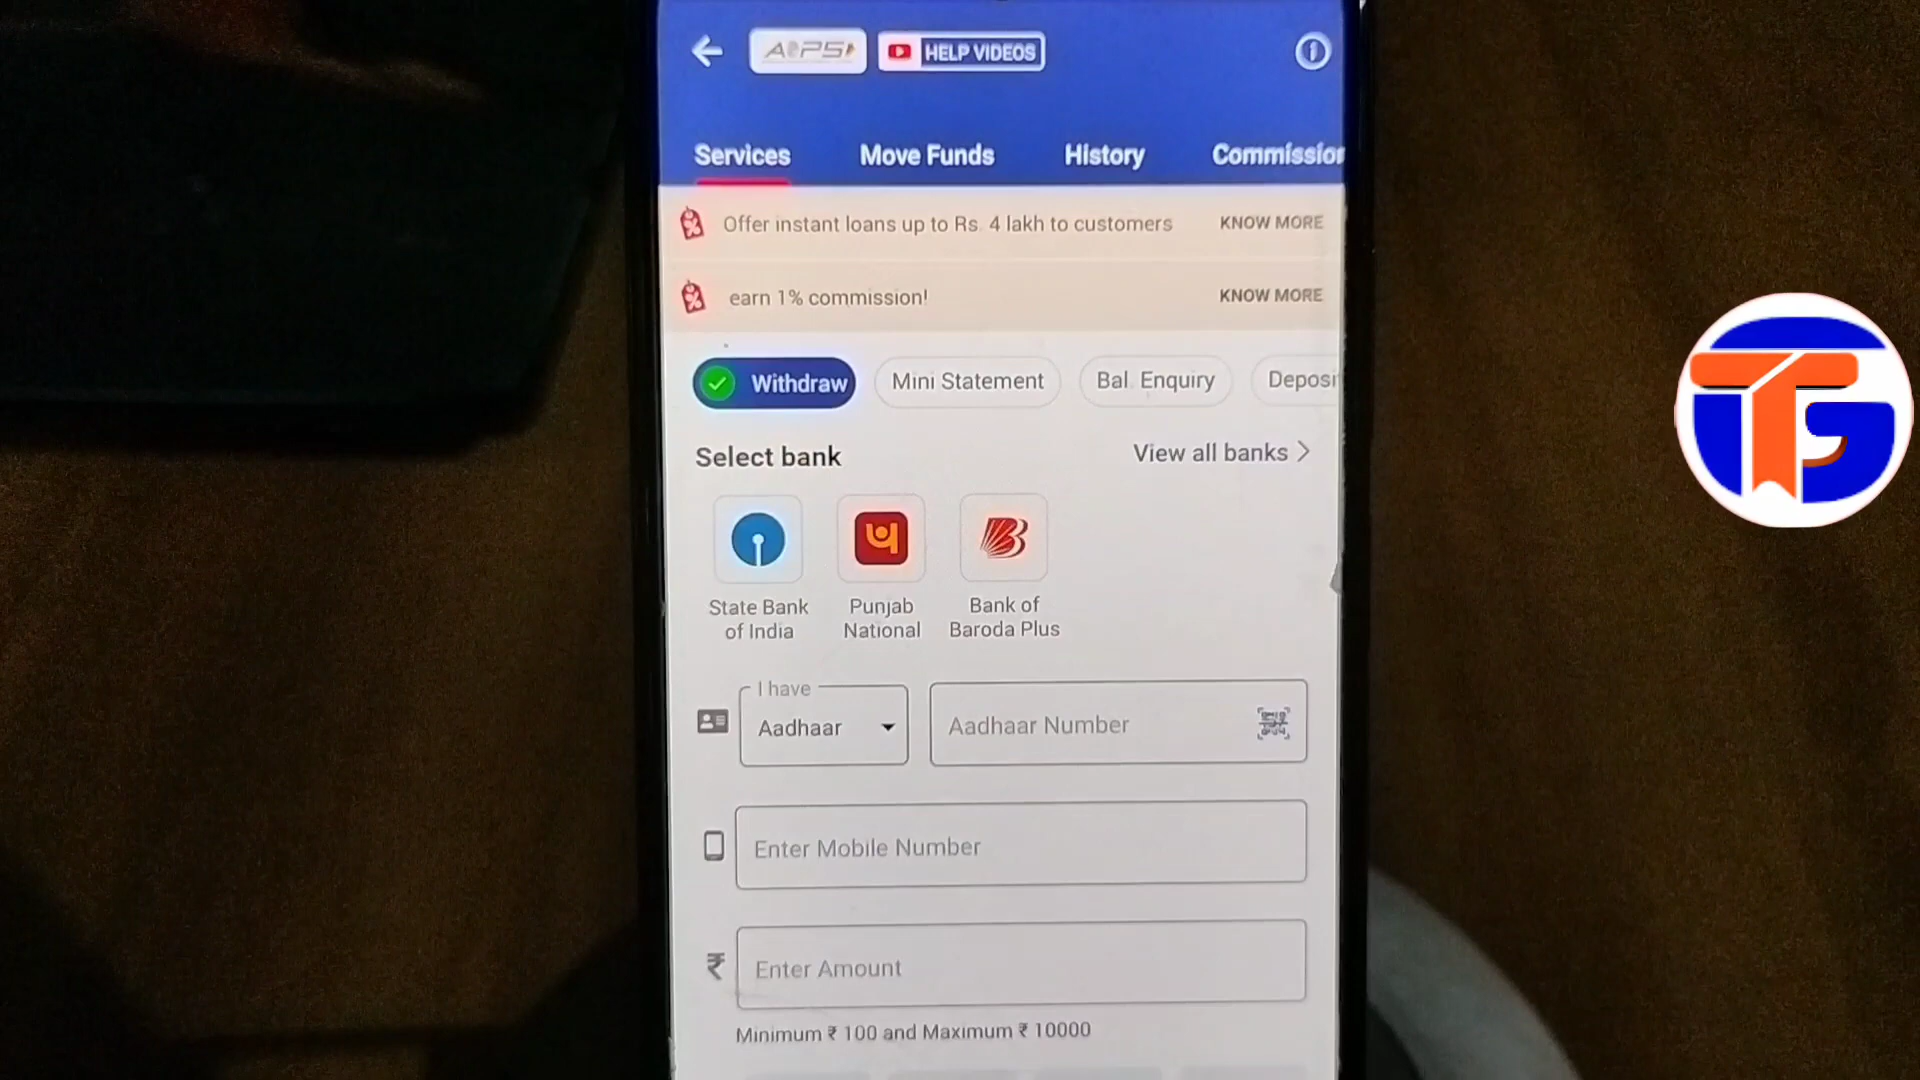 AePS HELP VIDEOS
Services Move Funds History Commission
Offer instant loans up to Rs. 4 lakh to customers KNOW MORE
earn 1% commission! KNOW MORE
Withdraw Mini Statement Bal. Enquiry Deposi
Select bank View all banks >
State Bank of India
Punjab National
Bank of Baroda Plus
I have
Aadhaar Aadhaar Number
Enter Mobile Number
₹ Enter Amount
Minimum ₹ 100 and Maximum ₹ 10000
TG